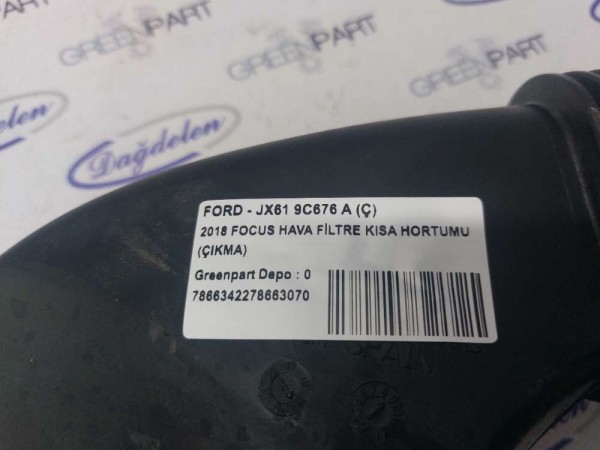 GREENPART
GREENPART
Dağdelen
Dağdelen
FORD - JX61 9C676 A (Ç)
2018 FOCUS HAVA FİLTRE KISA HORTUMU
(ÇIKMA)
Greenpart Depo : 0
7866342278663070